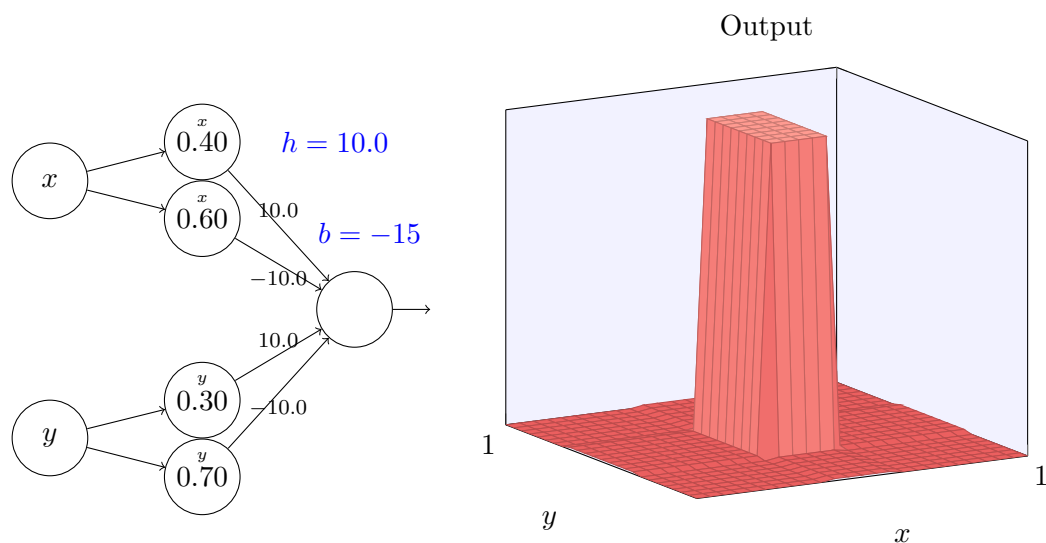 Output
x
0.40
h = 10.0
x
10.0
x
0.60
b = −15
−10.0
10.0
y
0.30
−10.0
y
y
0.70
1
1
y
x